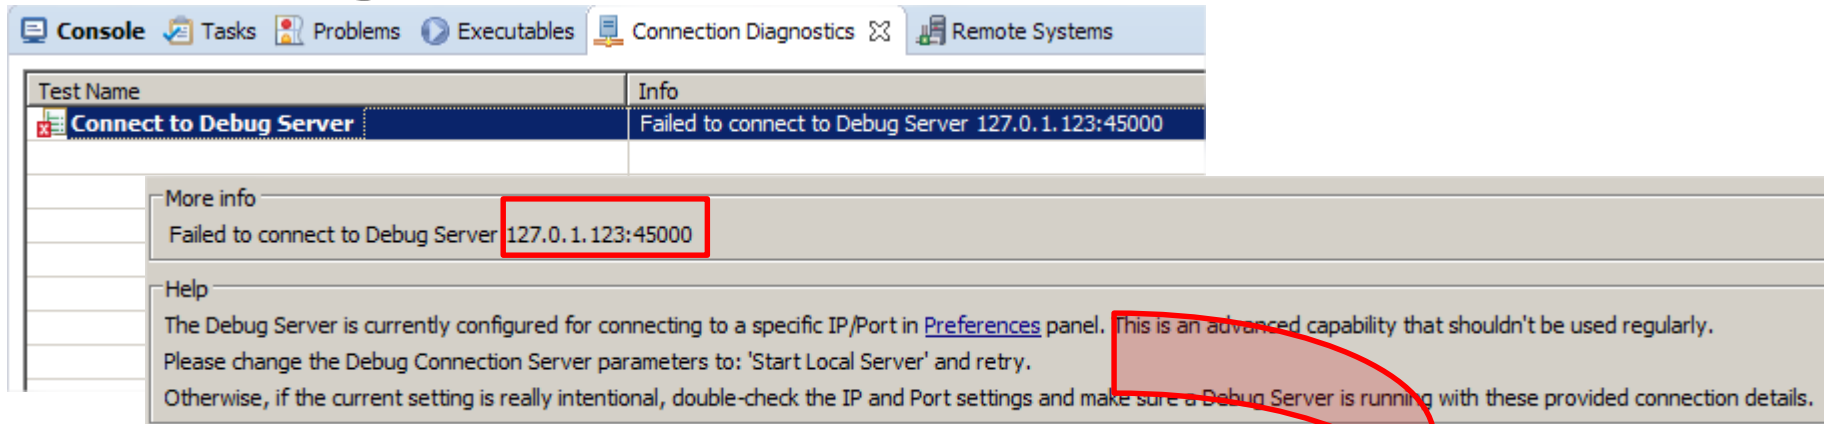 Console Tasks Problems Executables Connection Diagnostics Remote Systems
Test Name Info
Connect to Debug Server Failed to connect to Debug Server 127.0.1.123:45000
More info
Failed to connect to Debug Server 127.0.1.123:45000
Help
The Debug Server is currently configured for connecting to a specific IP/Port in Preferences panel. This is an advanced capability that shouldn't be used regularly.
Please change the Debug Connection Server parameters to: 'Start Local Server' and retry.
Otherwise, if the current setting is really intentional, double-check the IP and Port settings and make sure a Debug Server is running with these provided connection details.